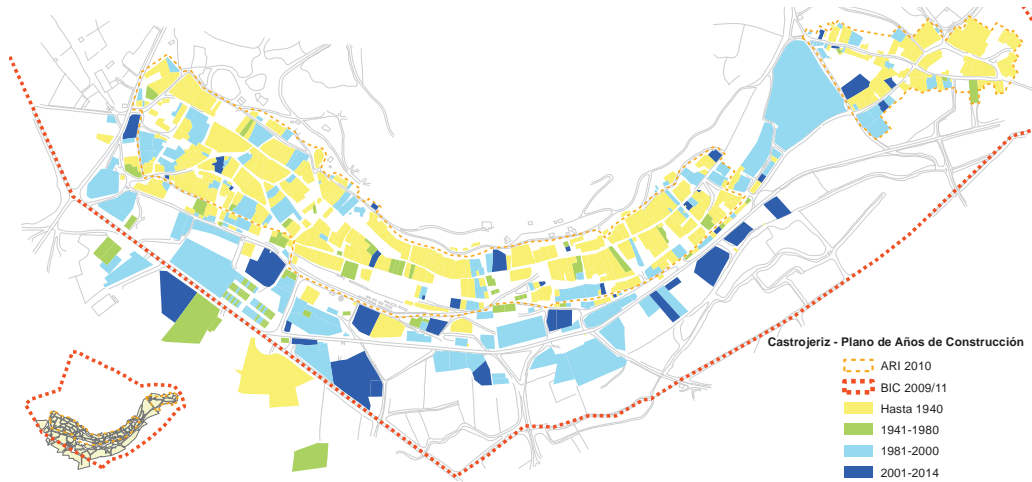 Castrojeriz - Plano de Años de Construcción
ARI 2010
BIC 2009/11
Hasta 1940
1941-1980
1981-2000
2001-2014